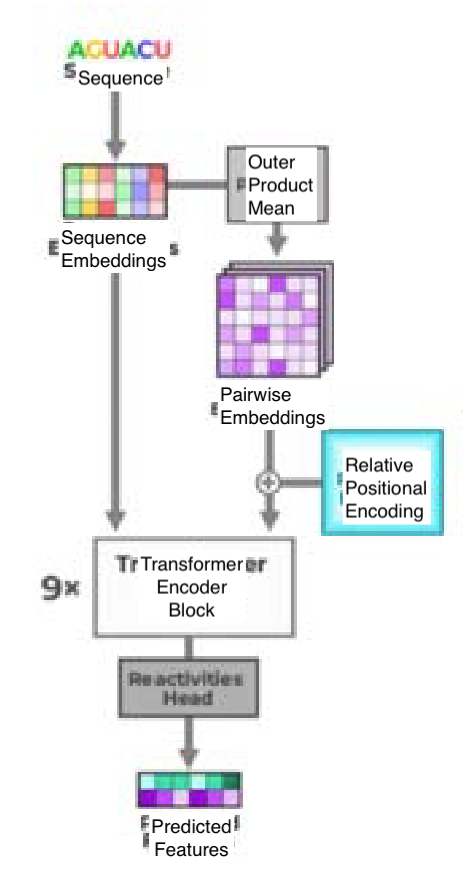 AGUACU
Sequence
Outer
Product
Mean
Sequence
Embeddings
Pairwise
Embeddings
Relative
Positional
Encoding
9x
Transformer
Encoder
Block
Reactivities
Head
Predicted
Features